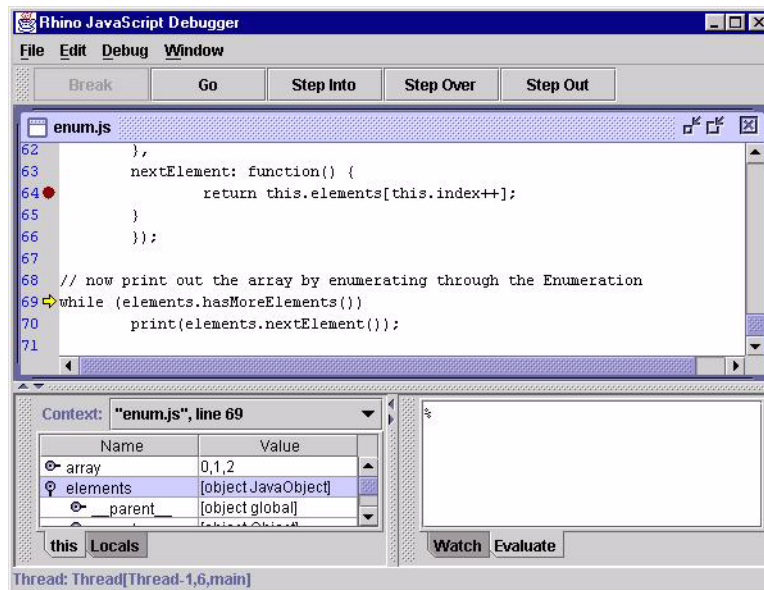 Rhino JavaScript Debugger
File Edit Debug Window
Break Go Step Into Step Over Step Out
enum.js
62 },
63 nextElement: function() {
64 return this.elements[this.index++];
65 }
66 });
67
68 // now print out the array by enumerating through the Enumeration
69 while (elements.hasMoreElements())
70 print(elements.nextElement());
71
Context: "enum.js", line 69
Name Value
array 0,1,2
elements [object JavaObject]
__parent__ [object global]
this Locals
%
Watch Evaluate
Thread: Thread[Thread-1,6,main]